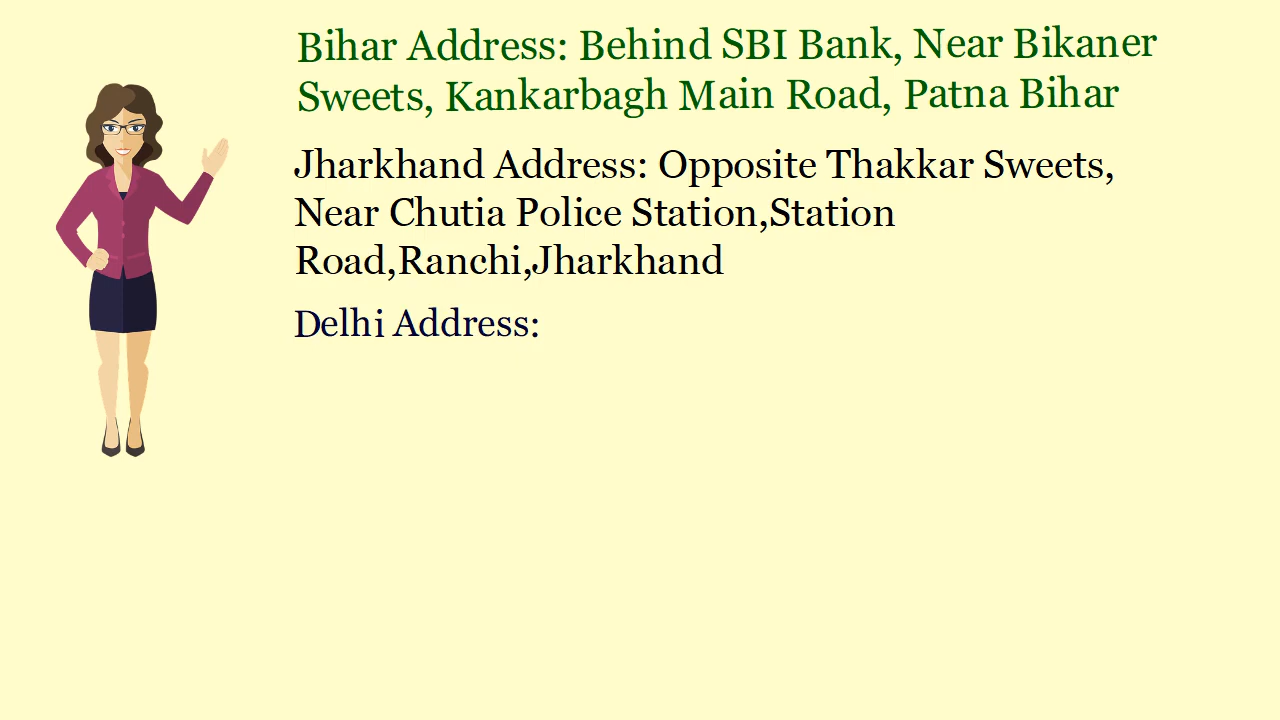 Bihar Address: Behind SBI Bank, Near Bikaner
Sweets, Kankarbagh Main Road, Patna Bihar
Jharkhand Address: Opposite Thakkar Sweets,
Near Chutia Police Station,Station
Road,Ranchi,Jharkhand
Delhi Address: